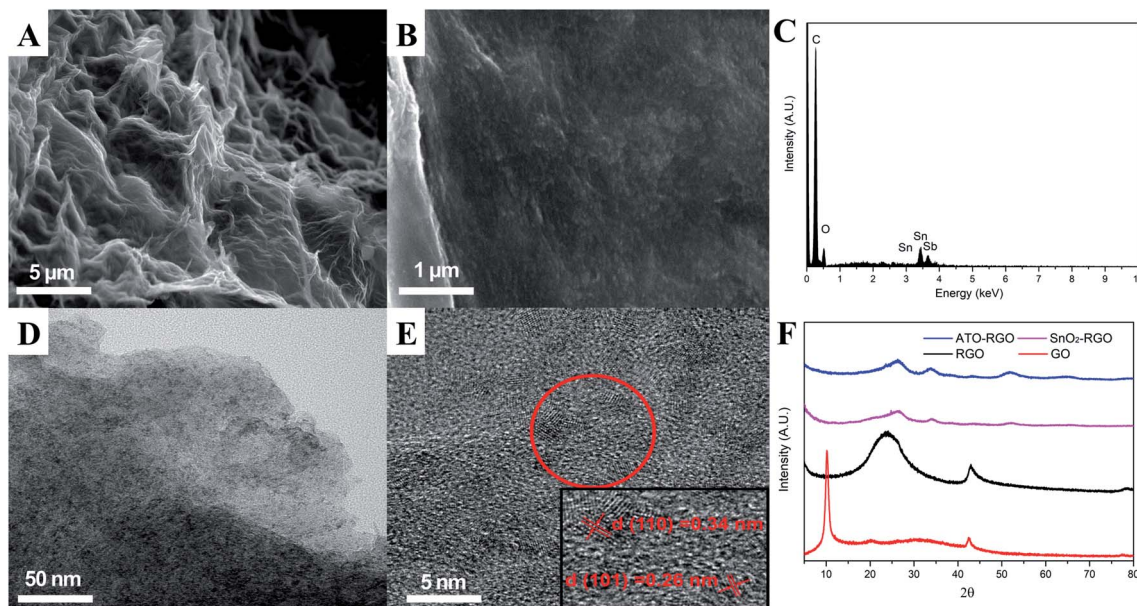 A
5 μm
B
1 μm
C
Intensity (A.U.)
C
O
Sn
Sn
Sb
0 1 2 3 4 5 6 7 8 9 10
Energy (keV)
D
50 nm
E
d (110) =0.34 nm
d (101) =0.26 nm
5 nm
F
Intensity (A.U.)
ATO-RGO SnO₂-RGO
RGO GO
10 20 30 40 50 60 70 80
2θ